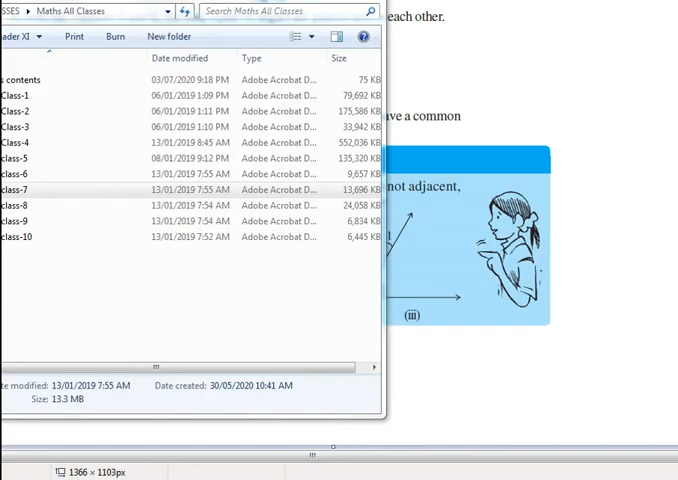 SSES ▸ Maths All Classes
Search Maths All Classes
each other.
eader XI Print Burn New folder
Date modified Type Size
s contents 03/07/2020 9:18 PM Adobe Acrobat D... 75 KB
Class-1 06/01/2019 1:09 PM Adobe Acrobat D... 79,692 KB
Class-2 06/01/2019 1:11 PM Adobe Acrobat D... 175,586 KB
Class-3 06/01/2019 1:10 PM Adobe Acrobat D... 33,942 KB
Class-4 13/01/2019 8:45 AM Adobe Acrobat D... 552,036 KB
class-5 08/01/2019 9:12 PM Adobe Acrobat D... 135,320 KB
class-6 13/01/2019 7:55 AM Adobe Acrobat D... 9,657 KB
class-7 13/01/2019 7:55 AM Adobe Acrobat D... 13,696 KB
class-8 13/01/2019 7:54 AM Adobe Acrobat D... 24,058 KB
class-9 13/01/2019 7:54 AM Adobe Acrobat D... 6,834 KB
class-10 13/01/2019 7:52 AM Adobe Acrobat D... 6,445 KB
ave a common
not adjacent,
(iii)
te modified: 13/01/2019 7:55 AM Date created: 30/05/2020 10:41 AM
Size: 13.3 MB
1366 × 1103px